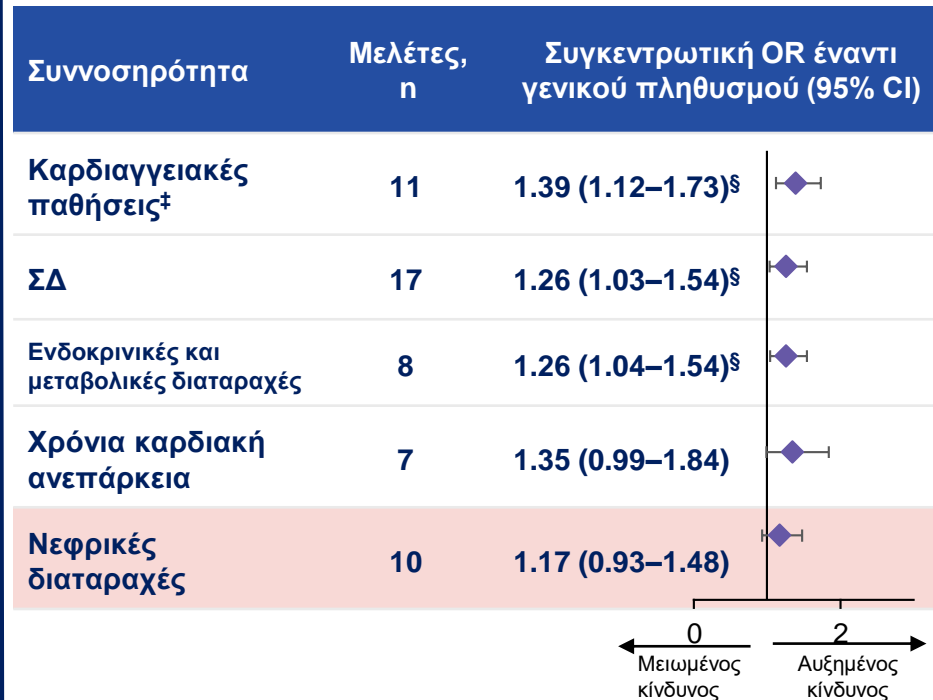 Συννοσηρότητα
Μελέτες,
n
Συγκεντρωτική OR έναντι
γενικού πληθυσμού (95% CI)
Καρδιαγγειακές
παθήσεις‡
11
1.39 (1.12–1.73)§
ΣΔ
17
1.26 (1.03–1.54)§
Ενδοκρινικές και
μεταβολικές διαταραχές
8
1.26 (1.04–1.54)§
Χρόνια καρδιακή
ανεπάρκεια
7
1.35 (0.99–1.84)
Νεφρικές
διαταραχές
10
1.17 (0.93–1.48)
0
2
Μειωμένος
κίνδυνος
Αυξημένος
κίνδυνος